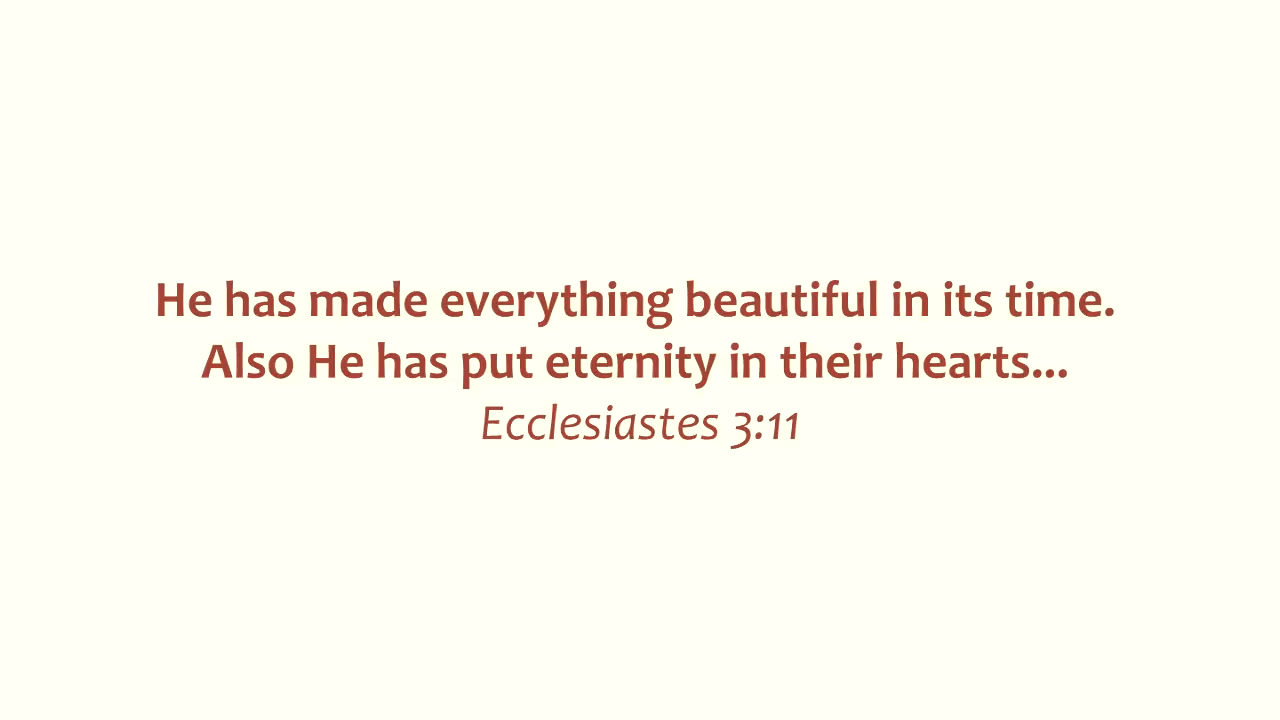 He has made everything beautiful in its time.
Also He has put eternity in their hearts...
Ecclesiastes 3:11